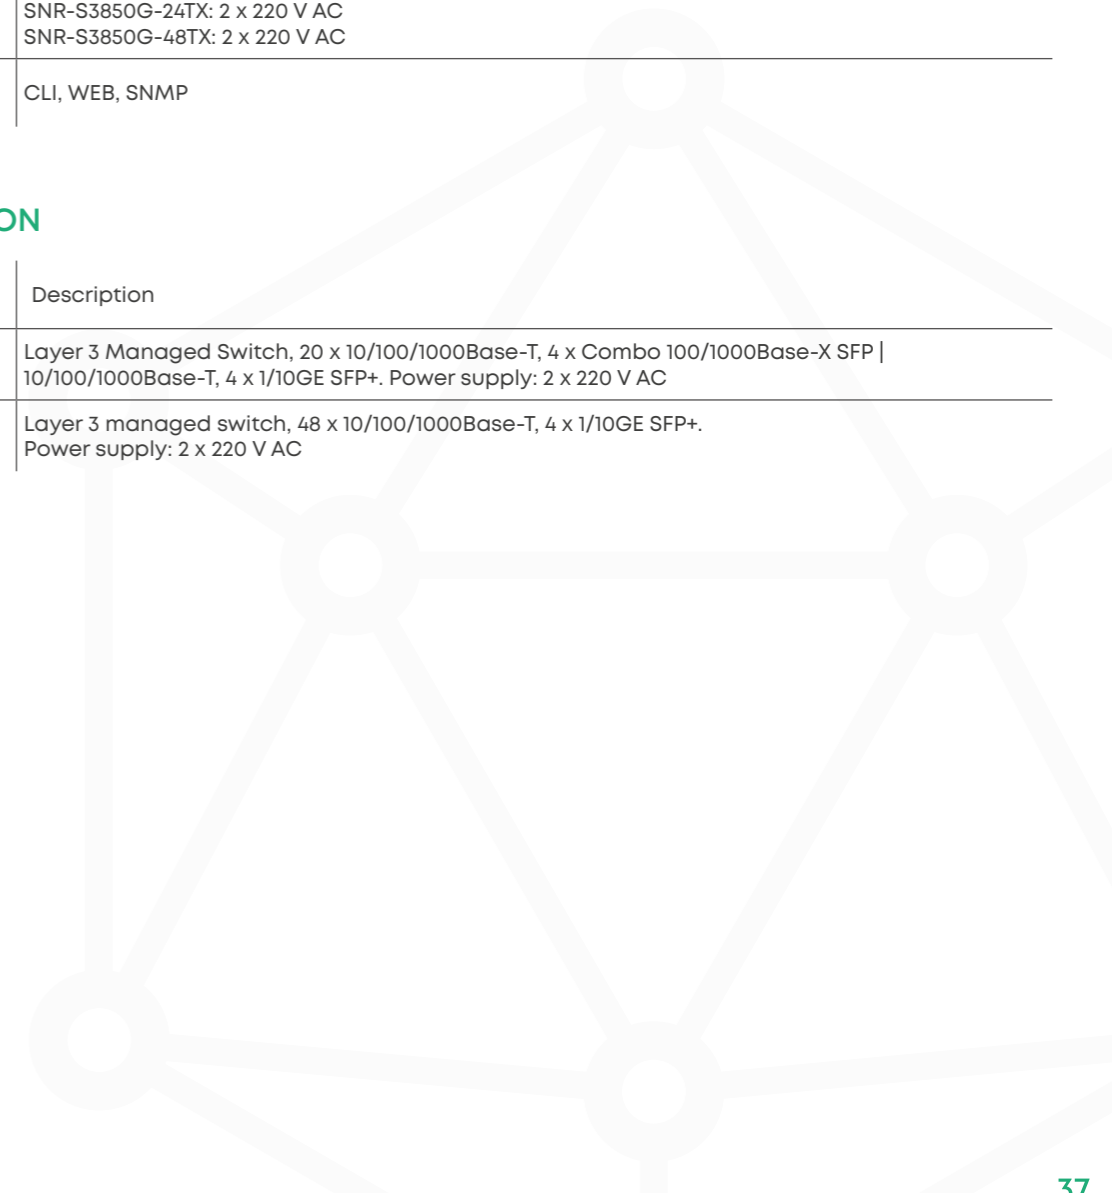 SNR-S3850G-24TX: 2 x 220 V AC
SNR-S3850G-48TX: 2 x 220 V AC
CLI, WEB, SNMP
ON
Description
Layer 3 Managed Switch, 20 x 10/100/1000Base-T, 4 x Combo 100/1000Base-X SFP |
10/100/1000Base-T, 4 x 1/10GE SFP+. Power supply: 2 x 220 V AC
Layer 3 managed switch, 48 x 10/100/1000Base-T, 4 x 1/10GE SFP+.
Power supply: 2 x 220 V AC
37